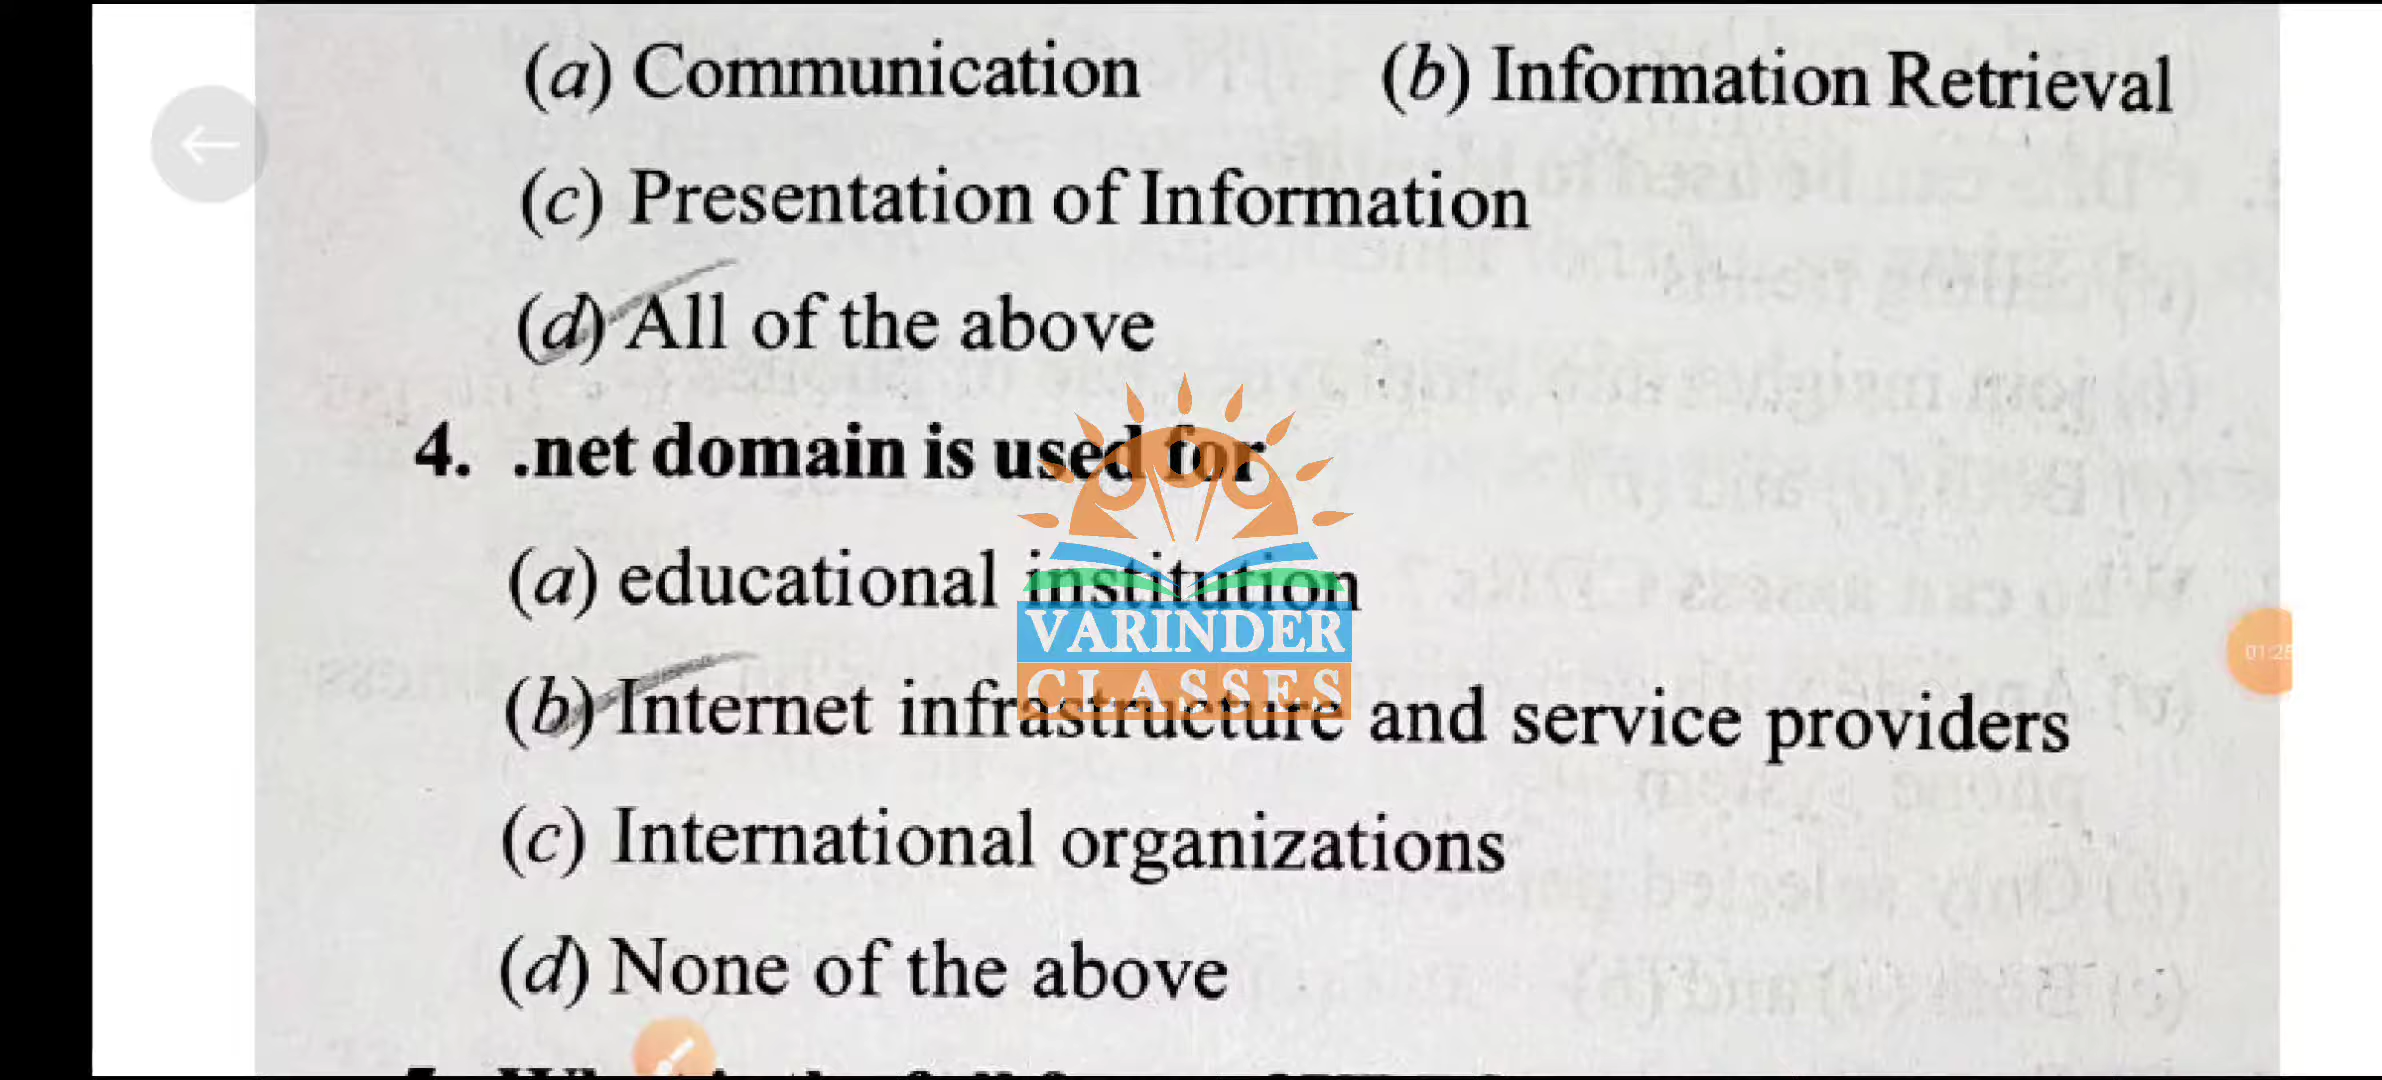 (a) Communication (b) Information Retrieval
(c) Presentation of Information
(d) All of the above
4. .net domain is used for
(a) educational institution
VARINDER
CLASSES
(b) Internet infrastructure and service providers
(c) International organizations
(d) None of the above